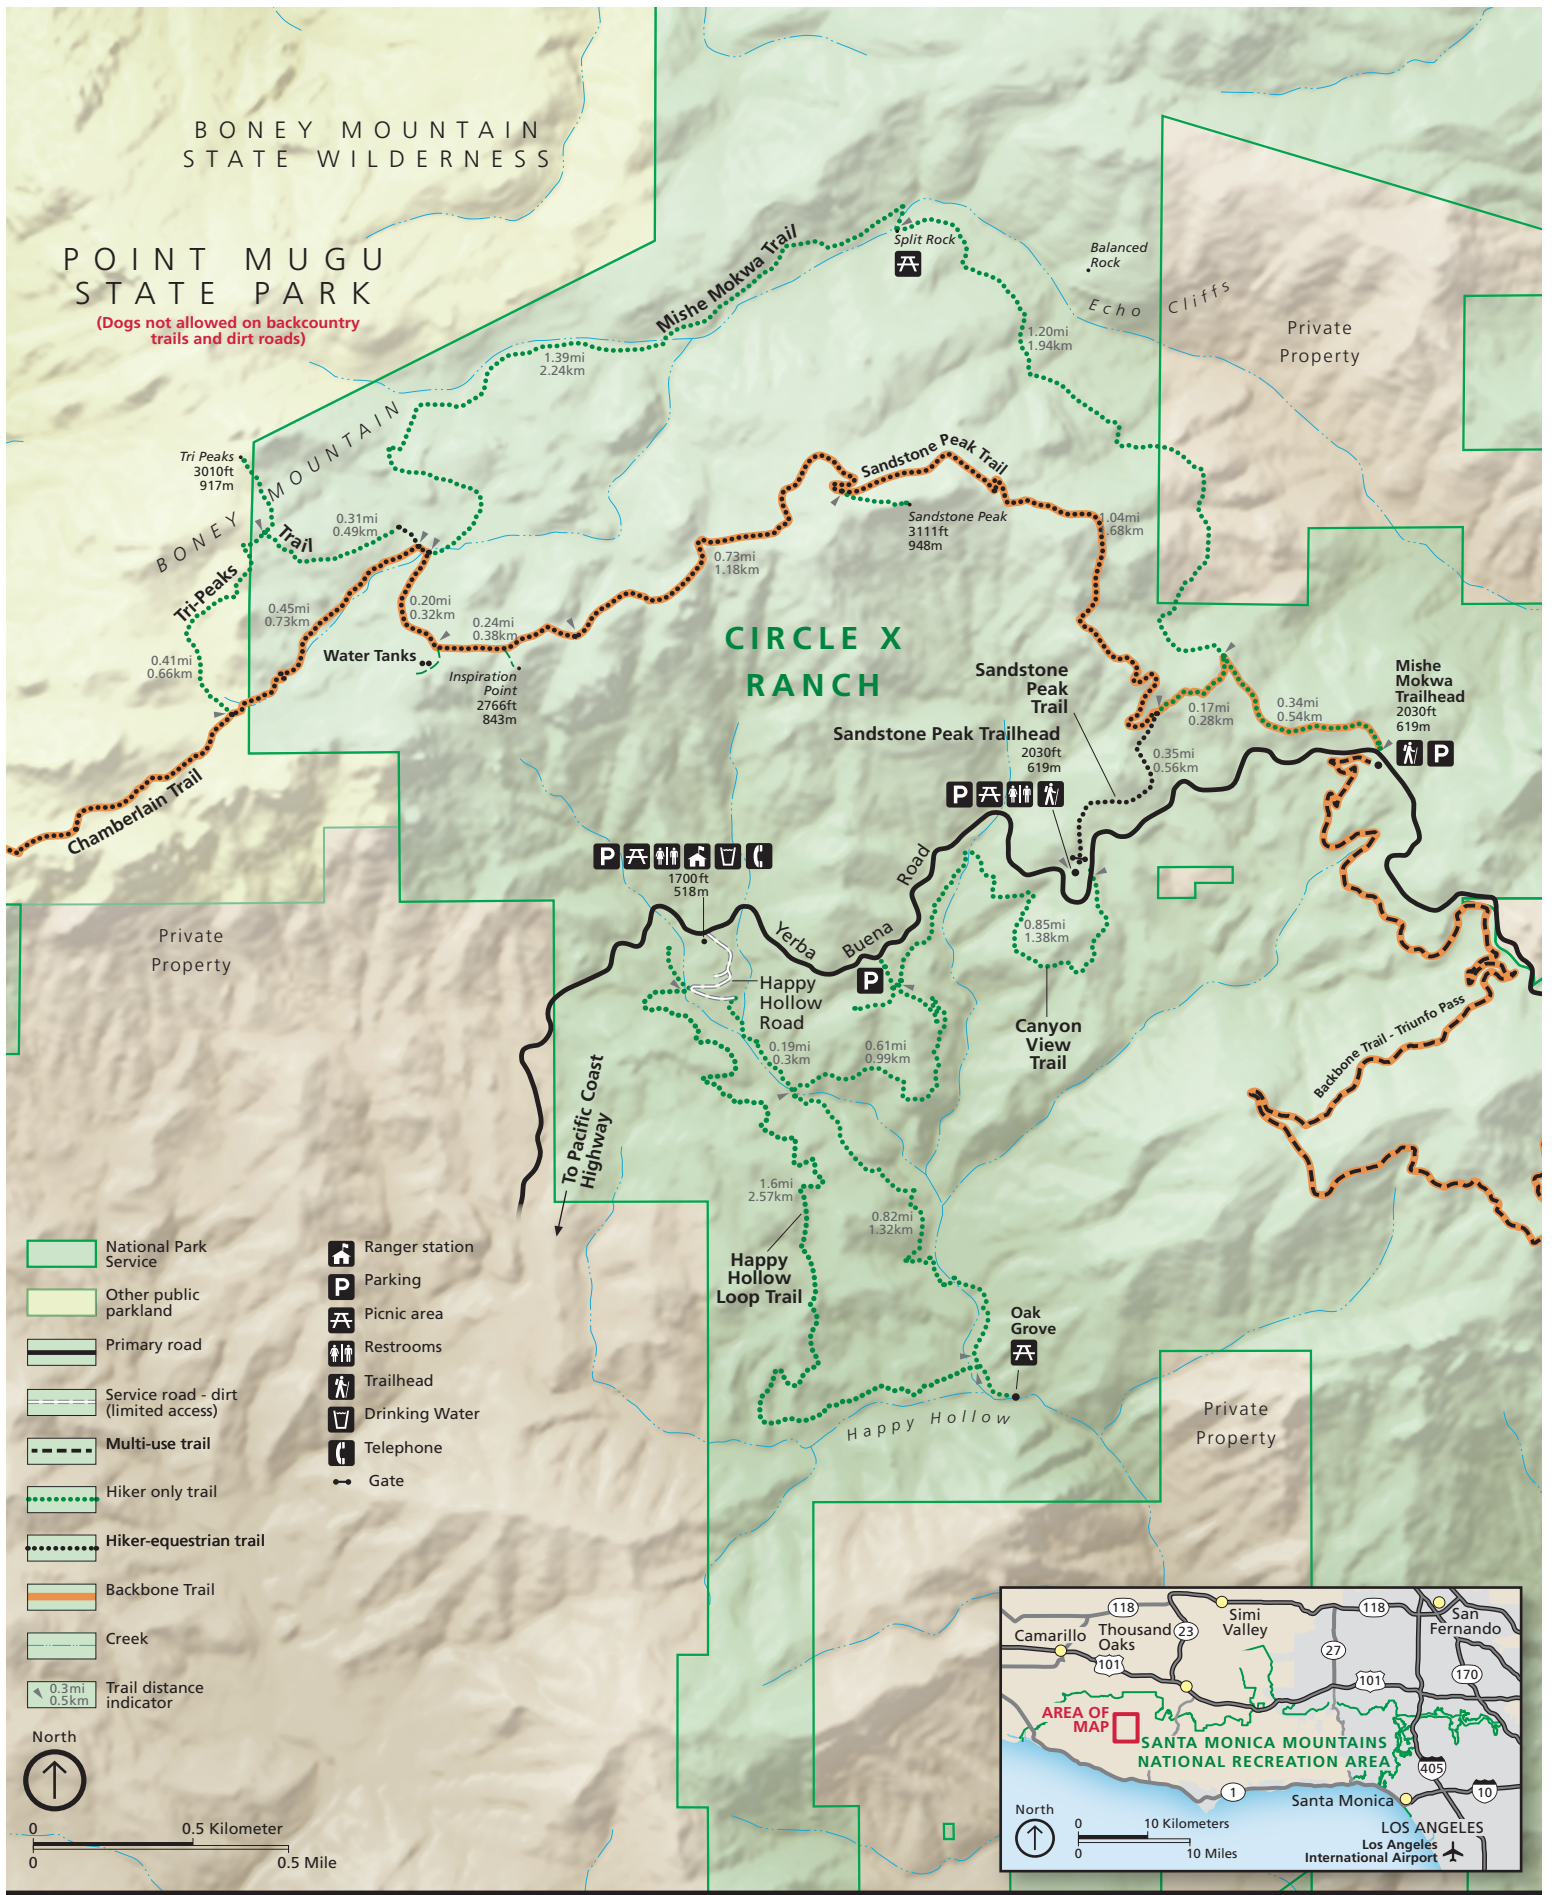 BONEY MOUNTAIN
STATE WILDERNESS
POINT MUGU
STATE PARK
(Dogs not allowed on backcountry
trails and dirt roads)
Mishe Mokwa Trail
Split Rock
Balanced
Rock
Echo Cliffs
Private
Property
1.20mi
1.94km
1.39mi
2.24km
BONEY MOUNTAIN
Tri Peaks
3010ft
917m
Sandstone Peak Trail
Sandstone Peak
3111ft
948m
1.04mi
1.68km
0.31mi
0.49km
Tri-Peaks Trail
0.73mi
1.18km
0.45mi
0.73km
0.20mi
0.32km
0.24mi
0.38km
Water Tanks
Inspiration
Point
2766ft
843m
0.41mi
0.66km
CIRCLE X
RANCH
Sandstone
Peak
Trail
Mishe
Mokwa
Trailhead
2030ft
619m
P
0.17mi
0.28km
0.34mi
0.54km
Sandstone Peak Trailhead
2030ft
619m
P
0.35mi
0.56km
Chamberlain Trail
P
1700ft
518m
Yerba Buena Road
P
0.85mi
1.38km
Private
Property
Happy
Hollow
Road
Canyon
View
Trail
0.19mi
0.3km
0.61mi
0.99km
Backbone Trail - Triunfo Pass
To Pacific Coast
Highway
1.6mi
2.57km
0.82mi
1.32km
Happy
Hollow
Loop Trail
Oak
Grove
Happy Hollow
Private
Property
National Park
Service
Other public
parkland
Primary road
Service road - dirt
(limited access)
Multi-use trail
Hiker only trail
Hiker-equestrian trail
Backbone Trail
Creek
0.3mi
0.5km
Trail distance
indicator
Ranger station
P
Parking
Picnic area
Restrooms
Trailhead
Drinking Water
Telephone
Gate
North
0 0.5 Kilometer
0 0.5 Mile
118
118
Simi
Valley
San
Fernando
Camarillo
Thousand
Oaks
23
27
101
101
170
AREA OF
MAP
SANTA MONICA MOUNTAINS
NATIONAL RECREATION AREA
405
10
1
Santa Monica
North
0 10 Kilometers
0 10 Miles
LOS ANGELES
Los Angeles
International Airport